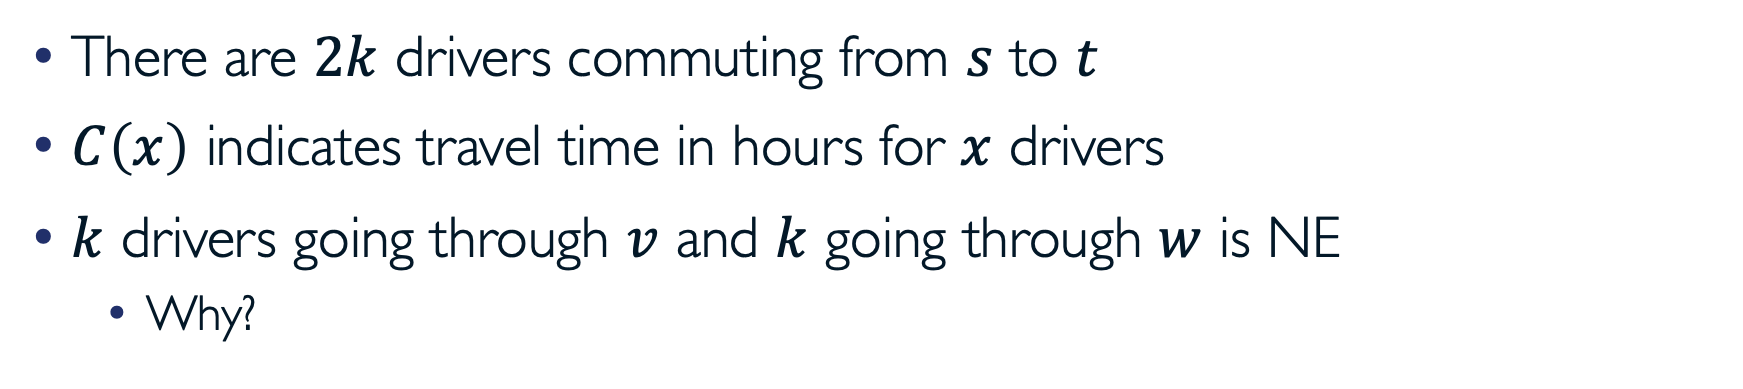 • There are 2k drivers commuting from s to t
• C(x) indicates travel time in hours for x drivers
• k drivers going through v and k going through w is NE
• Why?